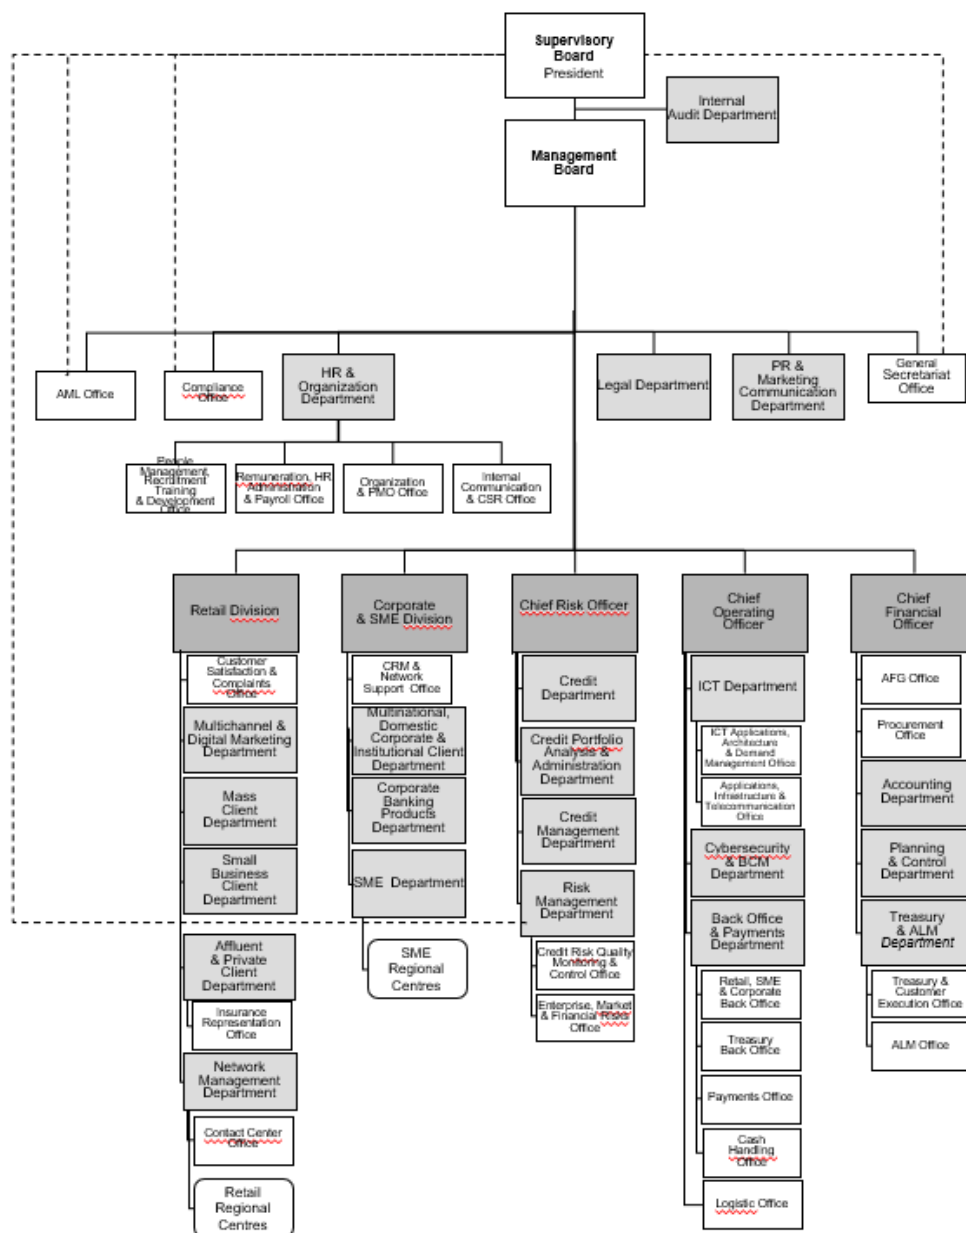 Supervisory
Board
President
Internal
Audit Department
Management
Board
AML Office
Compliance
Office
HR &
Organization
Department
Legal Department
PR &
Marketing
Communication
Department
General
Secretariat
Office
People
Management,
Recruitment
Training
& Development
Office
Remuneration, HR
Administration
& Payroll Office
Organization
& PMO Office
Internal
Communication
& CSR Office
Retail Division
Corporate
& SME Division
Chief Risk Officer
Chief
Operating
Officer
Chief
Financial
Officer
Customer
Satisfaction &
Complaints
Office
Multichannel &
Digital Marketing
Department
Mass
Client
Department
Small
Business
Client
Department
Affluent
& Private
Client
Department
Insurance
Representation
Office
Network
Management
Department
Contact Center
Office
Retail
Regional
Centres
CRM &
Network
Support Office
Multinational,
Domestic
Corporate &
Institutional Client
Department
Corporate
Banking
Products
Department
SME Department
SME
Regional
Centres
Credit
Department
Credit Portfolio
Analysis &
Administration
Department
Credit
Management
Department
Risk
Management
Department
Credit Risk Quality
Monitoring &
Control Office
Enterprise, Market
& Financial Risks
Office
ICT Department
ICT Applications,
Architecture
& Demand
Management Office
Applications,
Infrastructure &
Telecommunication
Office
Cybersecurity
& BCM
Department
Back Office
& Payments
Department
Retail, SME
& Corporate
Back Office
Treasury
Back Office
Payments Office
Cash
Handling
Office
Logistic Office
AFG Office
Procurement
Office
Accounting
Department
Planning
& Control
Department
Treasury
& ALM
Department
Treasury &
Customer
Execution Office
ALM Office